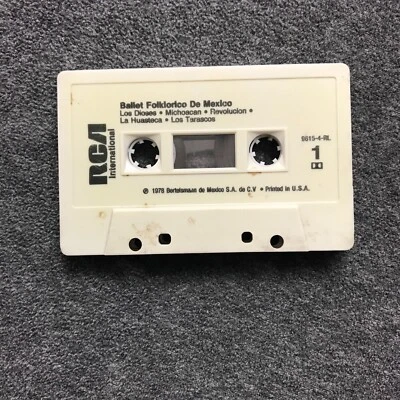 Ballet Folklorico De Mexico
Los Dioses • Michoacan • Revolucion •
La Huasteca • Los Tarascos
RCA
International
6615-4-RL
1
℗ 1978 Bertelsmann de Mexico S.A. de C.V • Printed in U.S.A.